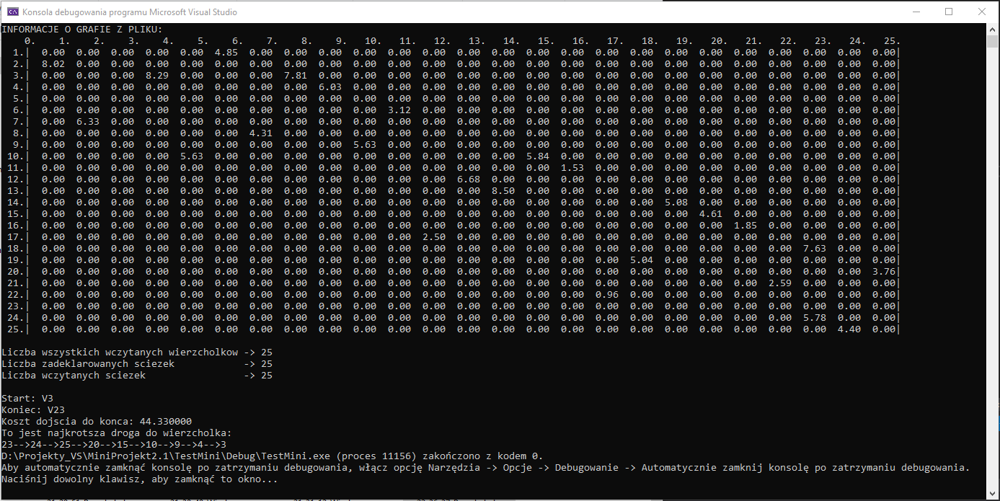 Konsola debugowania programu Microsoft Visual Studio
INFORMACJE O GRAFIE Z PLIKU:
0. 1. 2. 3. 4. 5. 6. 7. 8. 9. 10. 11. 12. 13. 14. 15. 16. 17. 18. 19. 20. 21. 22. 23. 24. 25.
1.| 0.00 0.00 0.00 0.00 0.00 4.85 0.00 0.00 0.00 0.00 0.00 0.00 0.00 0.00 0.00 0.00 0.00 0.00 0.00 0.00 0.00 0.00 0.00 0.00 0.00|
2.| 8.02 0.00 0.00 0.00 0.00 0.00 0.00 0.00 0.00 0.00 0.00 0.00 0.00 0.00 0.00 0.00 0.00 0.00 0.00 0.00 0.00 0.00 0.00 0.00 0.00|
3.| 0.00 0.00 0.00 8.29 0.00 0.00 0.00 7.81 0.00 0.00 0.00 0.00 0.00 0.00 0.00 0.00 0.00 0.00 0.00 0.00 0.00 0.00 0.00 0.00 0.00|
4.| 0.00 0.00 0.00 0.00 0.00 0.00 0.00 0.00 6.03 0.00 0.00 0.00 0.00 0.00 0.00 0.00 0.00 0.00 0.00 0.00 0.00 0.00 0.00 0.00 0.00|
5.| 0.00 0.00 0.00 0.00 0.00 0.00 0.00 0.00 0.00 0.00 0.00 0.00 0.00 0.00 0.00 0.00 0.00 0.00 0.00 0.00 0.00 0.00 0.00 0.00 0.00|
6.| 0.00 0.00 0.00 0.00 0.00 0.00 0.00 0.00 0.00 0.00 3.12 0.00 0.00 0.00 0.00 0.00 0.00 0.00 0.00 0.00 0.00 0.00 0.00 0.00 0.00|
7.| 0.00 6.33 0.00 0.00 0.00 0.00 0.00 0.00 0.00 0.00 0.00 0.00 0.00 0.00 0.00 0.00 0.00 0.00 0.00 0.00 0.00 0.00 0.00 0.00 0.00|
8.| 0.00 0.00 0.00 0.00 0.00 0.00 4.31 0.00 0.00 0.00 0.00 0.00 0.00 0.00 0.00 0.00 0.00 0.00 0.00 0.00 0.00 0.00 0.00 0.00 0.00|
9.| 0.00 0.00 0.00 0.00 0.00 0.00 0.00 0.00 0.00 5.63 0.00 0.00 0.00 0.00 0.00 0.00 0.00 0.00 0.00 0.00 0.00 0.00 0.00 0.00 0.00|
10.| 0.00 0.00 0.00 0.00 5.63 0.00 0.00 0.00 0.00 0.00 0.00 0.00 0.00 0.00 5.84 0.00 0.00 0.00 0.00 0.00 0.00 0.00 0.00 0.00 0.00|
11.| 0.00 0.00 0.00 0.00 0.00 0.00 0.00 0.00 0.00 0.00 0.00 0.00 0.00 0.00 0.00 1.53 0.00 0.00 0.00 0.00 0.00 0.00 0.00 0.00 0.00|
12.| 0.00 0.00 0.00 0.00 0.00 0.00 0.00 0.00 0.00 0.00 0.00 0.00 6.68 0.00 0.00 0.00 0.00 0.00 0.00 0.00 0.00 0.00 0.00 0.00 0.00|
13.| 0.00 0.00 0.00 0.00 0.00 0.00 0.00 0.00 0.00 0.00 0.00 0.00 0.00 8.50 0.00 0.00 0.00 0.00 0.00 0.00 0.00 0.00 0.00 0.00 0.00|
14.| 0.00 0.00 0.00 0.00 0.00 0.00 0.00 0.00 0.00 0.00 0.00 0.00 0.00 0.00 0.00 0.00 0.00 0.00 5.08 0.00 0.00 0.00 0.00 0.00 0.00|
15.| 0.00 0.00 0.00 0.00 0.00 0.00 0.00 0.00 0.00 0.00 0.00 0.00 0.00 0.00 0.00 0.00 0.00 0.00 0.00 4.61 0.00 0.00 0.00 0.00 0.00|
16.| 0.00 0.00 0.00 0.00 0.00 0.00 0.00 0.00 0.00 0.00 0.00 0.00 0.00 0.00 0.00 0.00 0.00 0.00 0.00 0.00 1.85 0.00 0.00 0.00 0.00|
17.| 0.00 0.00 0.00 0.00 0.00 0.00 0.00 0.00 0.00 0.00 0.00 2.50 0.00 0.00 0.00 0.00 0.00 0.00 0.00 0.00 0.00 0.00 0.00 0.00 0.00|
18.| 0.00 0.00 0.00 0.00 0.00 0.00 0.00 0.00 0.00 0.00 0.00 0.00 0.00 0.00 0.00 0.00 0.00 0.00 0.00 0.00 0.00 0.00 7.63 0.00 0.00|
19.| 0.00 0.00 0.00 0.00 0.00 0.00 0.00 0.00 0.00 0.00 0.00 0.00 0.00 0.00 0.00 0.00 0.00 5.04 0.00 0.00 0.00 0.00 0.00 0.00 0.00|
20.| 0.00 0.00 0.00 0.00 0.00 0.00 0.00 0.00 0.00 0.00 0.00 0.00 0.00 0.00 0.00 0.00 0.00 0.00 0.00 0.00 0.00 0.00 0.00 0.00 3.76|
21.| 0.00 0.00 0.00 0.00 0.00 0.00 0.00 0.00 0.00 0.00 0.00 0.00 0.00 0.00 0.00 0.00 0.00 0.00 0.00 0.00 0.00 2.59 0.00 0.00 0.00|
22.| 0.00 0.00 0.00 0.00 0.00 0.00 0.00 0.00 0.00 0.00 0.00 0.00 0.00 0.00 0.00 0.00 0.96 0.00 0.00 0.00 0.00 0.00 0.00 0.00 0.00|
23.| 0.00 0.00 0.00 0.00 0.00 0.00 0.00 0.00 0.00 0.00 0.00 0.00 0.00 0.00 0.00 0.00 0.00 0.00 0.00 0.00 0.00 0.00 0.00 0.00 0.00|
24.| 0.00 0.00 0.00 0.00 0.00 0.00 0.00 0.00 0.00 0.00 0.00 0.00 0.00 0.00 0.00 0.00 0.00 0.00 0.00 0.00 0.00 0.00 5.78 0.00 0.00|
25.| 0.00 0.00 0.00 0.00 0.00 0.00 0.00 0.00 0.00 0.00 0.00 0.00 0.00 0.00 0.00 0.00 0.00 0.00 0.00 0.00 0.00 0.00 0.00 4.40 0.00|
Liczba wszystkich wczytanych wierzcholkow -> 25
Liczba zadeklarowanych sciezek -> 25
Liczba wczytanych sciezek -> 25
Start: V3
Koniec: V23
Koszt dojscia do konca: 44.330000
To jest najkrotsza droga do wierzcholka:
23-->24-->25-->20-->15-->10-->9-->4-->3
D:\Projekty_VS\MiniProjekt2.1\TestMini\Debug\TestMini.exe (proces 11156) zakończono z kodem 0.
Aby automatycznie zamknąć konsolę po zatrzymaniu debugowania, włącz opcję Narzędzia -> Opcje -> Debugowanie -> Automatycznie zamknij konsolę po zatrzymaniu debugowania.
Naciśnij dowolny klawisz, aby zamknąć to okno...